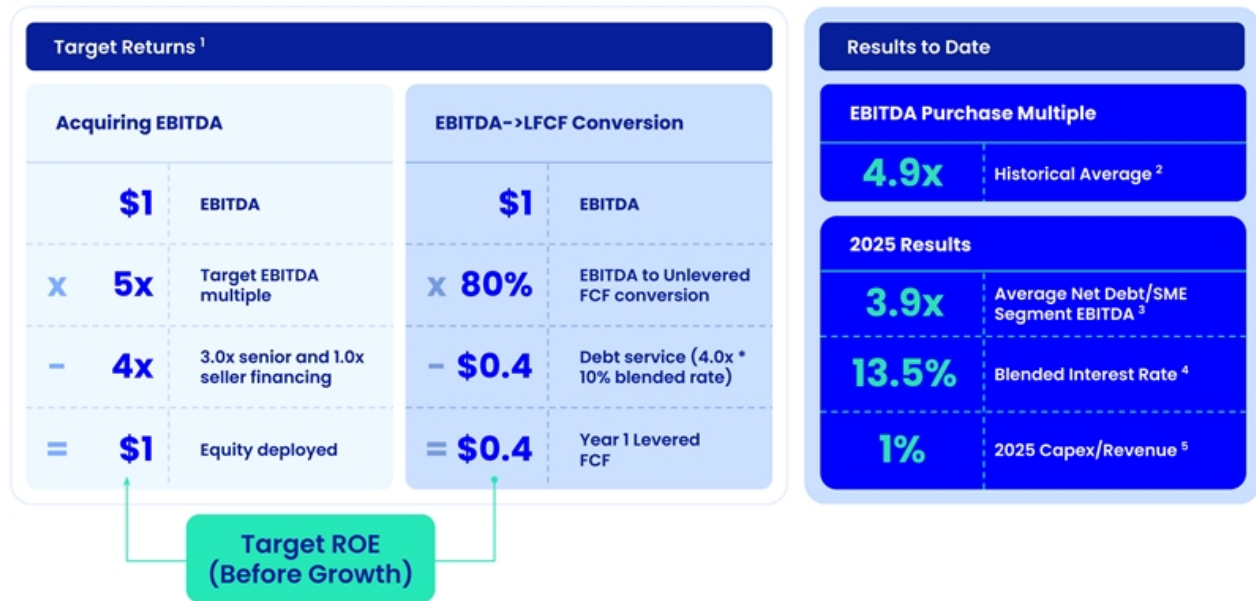 Target Returns 1
Acquiring EBITDA
$1 EBITDA
x 5x Target EBITDA
multiple
- 4x 3.0x senior and 1.0x
seller financing
= $1 Equity deployed
EBITDA->LFCF Conversion
$1 EBITDA
x 80% EBITDA to Unlevered
FCF conversion
- $0.4 Debt service (4.0x *
10% blended rate)
= $0.4 Year 1 Levered
FCF
Target ROE
(Before Growth)
Results to Date
EBITDA Purchase Multiple
4.9x Historical Average 2
2025 Results
3.9x Average Net Debt/SME
Segment EBITDA 3
13.5% Blended Interest Rate 4
1% 2025 Capex/Revenue 5